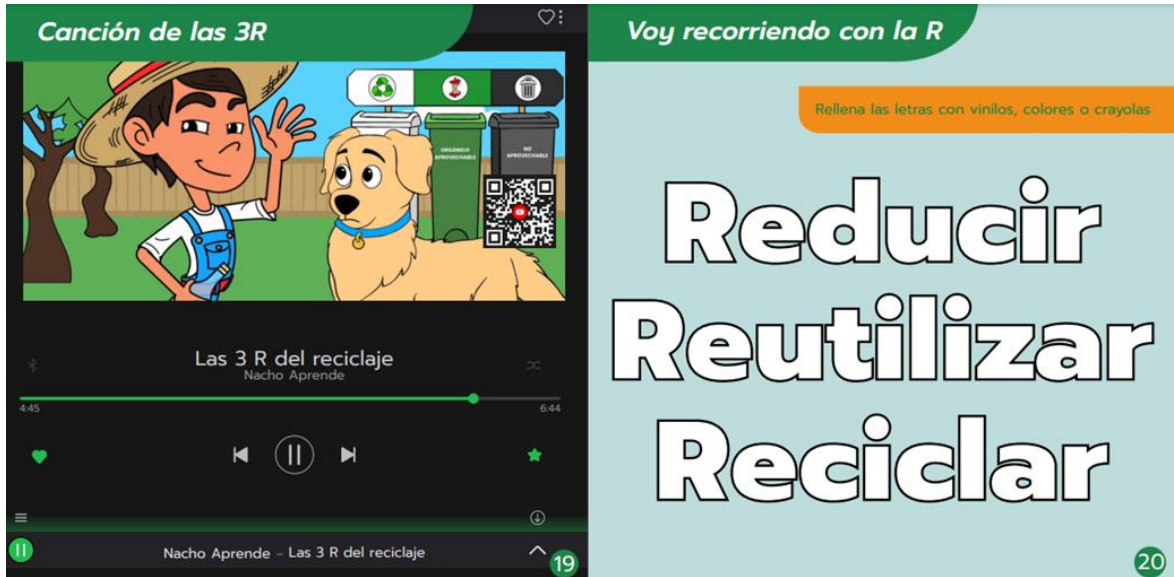 Canción de las 3R
ORGÁNICO
APROVECHABLE
NO
APROVECHABLE
Las 3 R del reciclaje
Nacho Aprende
4:45
6:44
Nacho Aprende - Las 3 R del reciclaje
19
Voy recorriendo con la R
Rellena las letras con vinilos, colores o crayolas
Reducir
Reutilizar
Reciclar
20